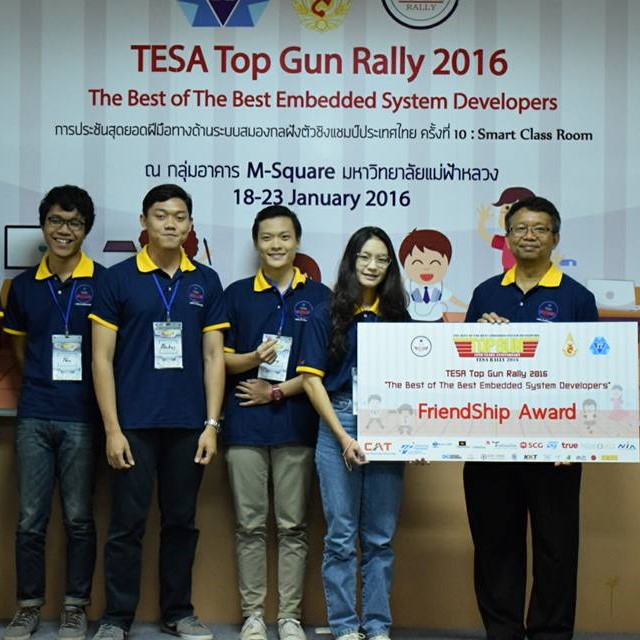 RALLY
TESA Top Gun Rally 2016
The Best of The Best Embedded System Developers
การประชันสุดยอดฝีมือทางด้านระบบสมองกลฝังตัวชิงแชมป์ประเทศไทย ครั้งที่ 10 : Smart Class Room
ณ กลุ่มอาคาร M-Square มหาวิทยาลัยแม่ฟ้าหลวง
18-23 January 2016
TOP GUN
TESA RALLY 2016
TESA Top Gun Rally 2016
"The Best of The Best Embedded System Developers"
FriendShip Award
CAT
SCG
true
NIA